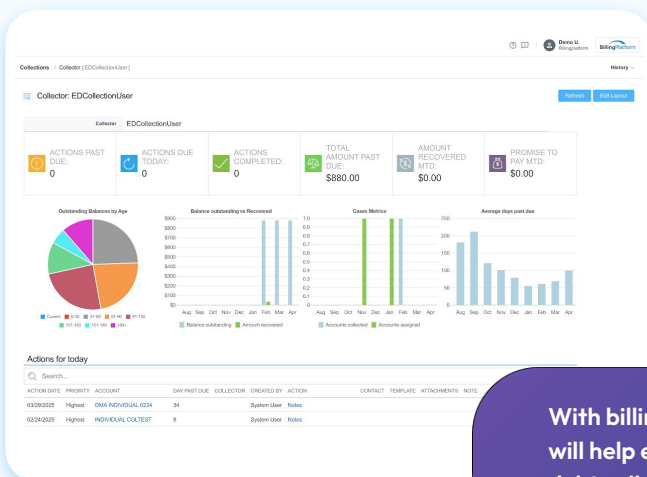 Demo U.
Billingplatform
BillingPlatform
Collections / Collector [EDCollectionUser]
History
Collector: EDCollectionUser
Refresh
Edit Layout
Collector EDCollectionUser
ACTIONS PAST
DUE:
0
ACTIONS DUE
TODAY:
0
ACTIONS
COMPLETED:
0
TOTAL
AMOUNT PAST
DUE:
$880.00
AMOUNT
RECOVERED
MTD:
$0.00
PROMISE TO
PAY MTD:
$0.00
Outstanding Balances by Age
Current 0-30 31-60 61-90 91-120
121-150 151-180 180+
Balance outstanding vs Recovered
$900
$800
$700
$600
$500
$400
$300
$200
$100
$0
Aug Sep Oct Nov Dec Jan Feb Mar Apr
Balance outstanding Amount recovered
Cases Metrics
1.0
0.9
0.8
0.7
0.6
0.5
0.4
0.3
0.2
0.1
0
Aug Sep Oct Nov Dec Jan Feb Mar Apr
Accounts collected Accounts assigned
Average days past due
250
200
150
100
50
0
Aug Sep Oct Nov Dec Jan Feb Mar Apr
Actions for today
Search...
ACTION DATE PRIORITY ACCOUNT DAY PAST DUE COLLECTOR CREATED BY ACTION CONTACT TEMPLATE ATTACHMENTS NOTE
03/29/2025 Highest DMA INDIVIDUAL 0224 34 System User Notes
02/24/2025 Highest INDIVIDUAL COLTEST 8 System User Notes
With billin
will help e